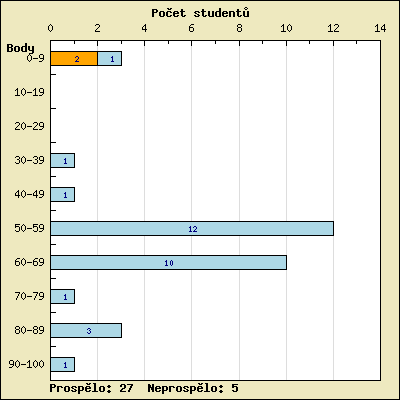 Počet studentů
0 2 4 6 8 10 12 14
Body
0-9 2 1
10-19
20-29
30-39 1
40-49 1
50-59 12
60-69 10
70-79 1
80-89 3
90-100 1
Prospělo: 27 Neprospělo: 5